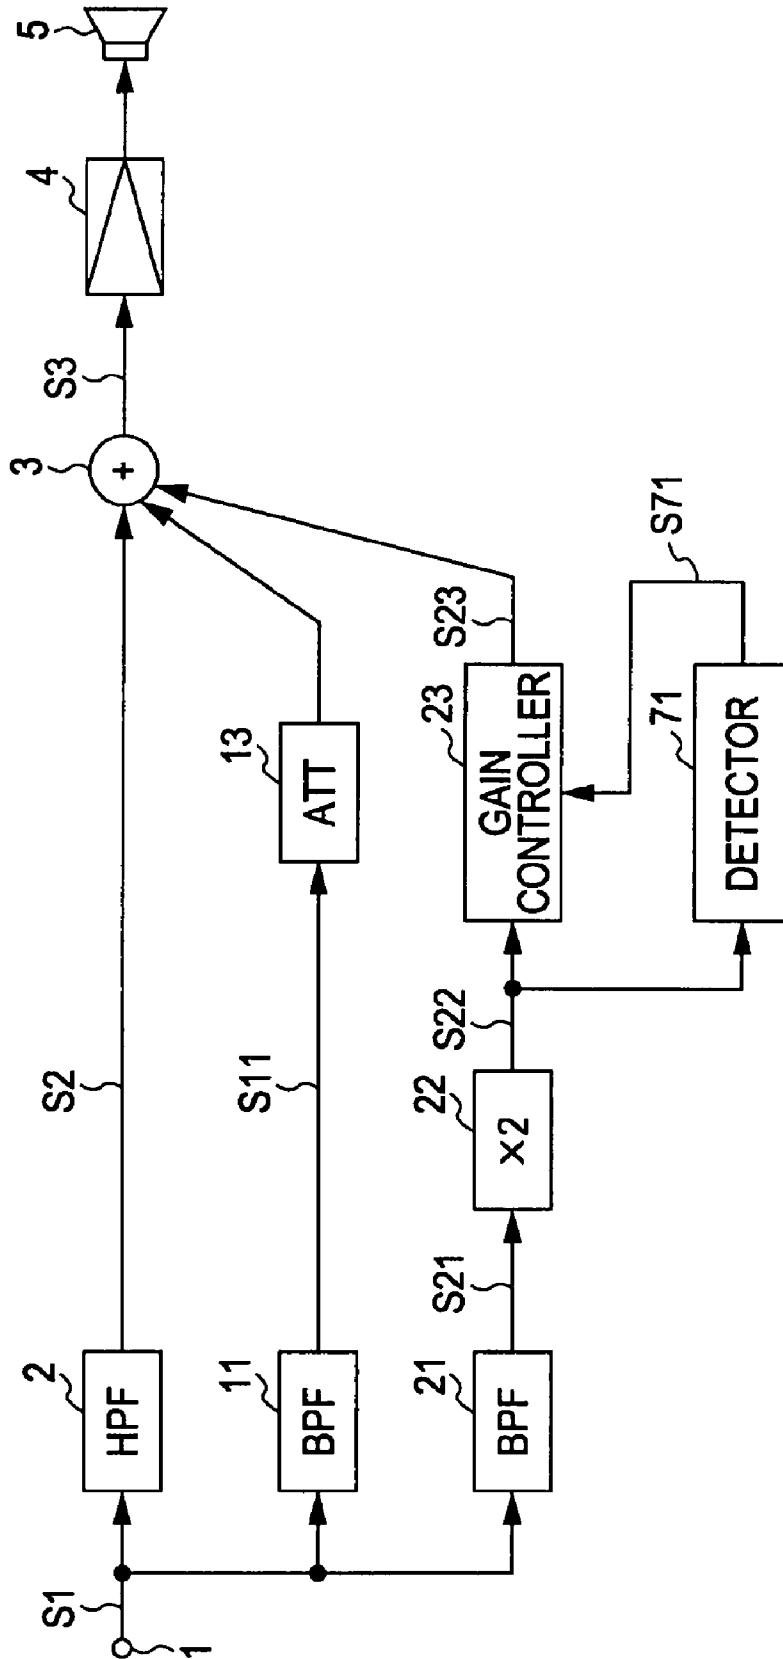 1
S1
2
HPF
S2
3
+
S3
4
5
11
BPF
S11
13
ATT
21
BPF
S21
22
×2
S22
23
GAIN
CONTROLLER
S23
71
DETECTOR
S71